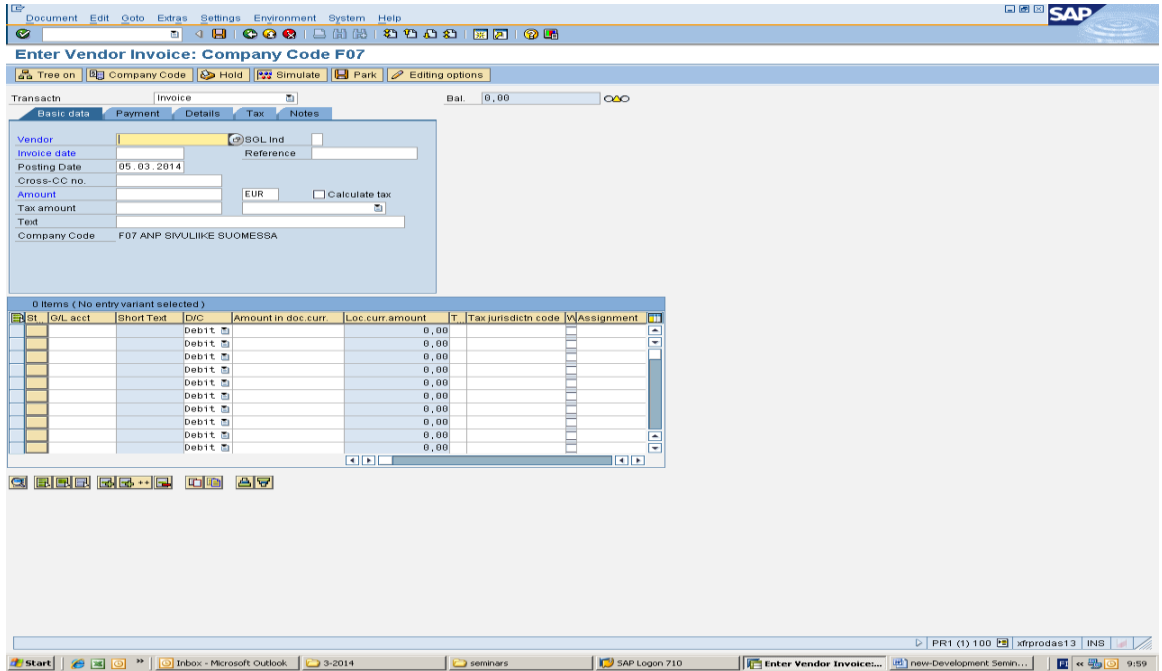 Document Edit Goto Extras Settings Environment System Help
SAP
Enter Vendor Invoice: Company Code F07
Tree on Company Code Hold Simulate Park Editing options
Transactn Invoice Bal. 0,00
Basic data Payment Details Tax Notes
Vendor SGL Ind
Invoice date Reference
Posting Date 05.03.2014
Cross-CC no.
Amount EUR Calculate tax
Tax amount
Text
Company Code F07 ANP SIVULIIKE SUOMESSA
0 Items ( No entry variant selected )
St G/L acct Short Text D/C Amount in doc.curr. Loc.curr.amount T... Tax jurisdictn code W Assignment
Debit 0,00
Debit 0,00
Debit 0,00
Debit 0,00
Debit 0,00
Debit 0,00
Debit 0,00
Debit 0,00
Debit 0,00
Debit 0,00
PR1 (1) 100 xfrprodas13 INS
Start Inbox - Microsoft Outlook 3-2014 seminars SAP Logon 710 Enter Vendor Invoice:... new-Development Semin... 9:59